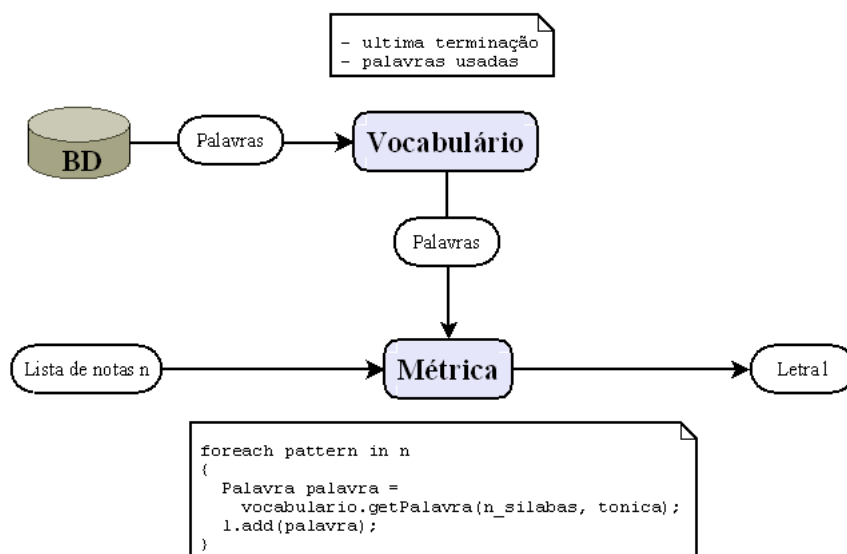 - ultima terminação
- palavras usadas
BD
Palavras
Vocabulário
Palavras
Lista de notas n
Métrica
Letra l
foreach pattern in n
{
  Palavra palavra =
    vocabulario.getPalavra(n_silabas, tonica);
  l.add(palavra);
}